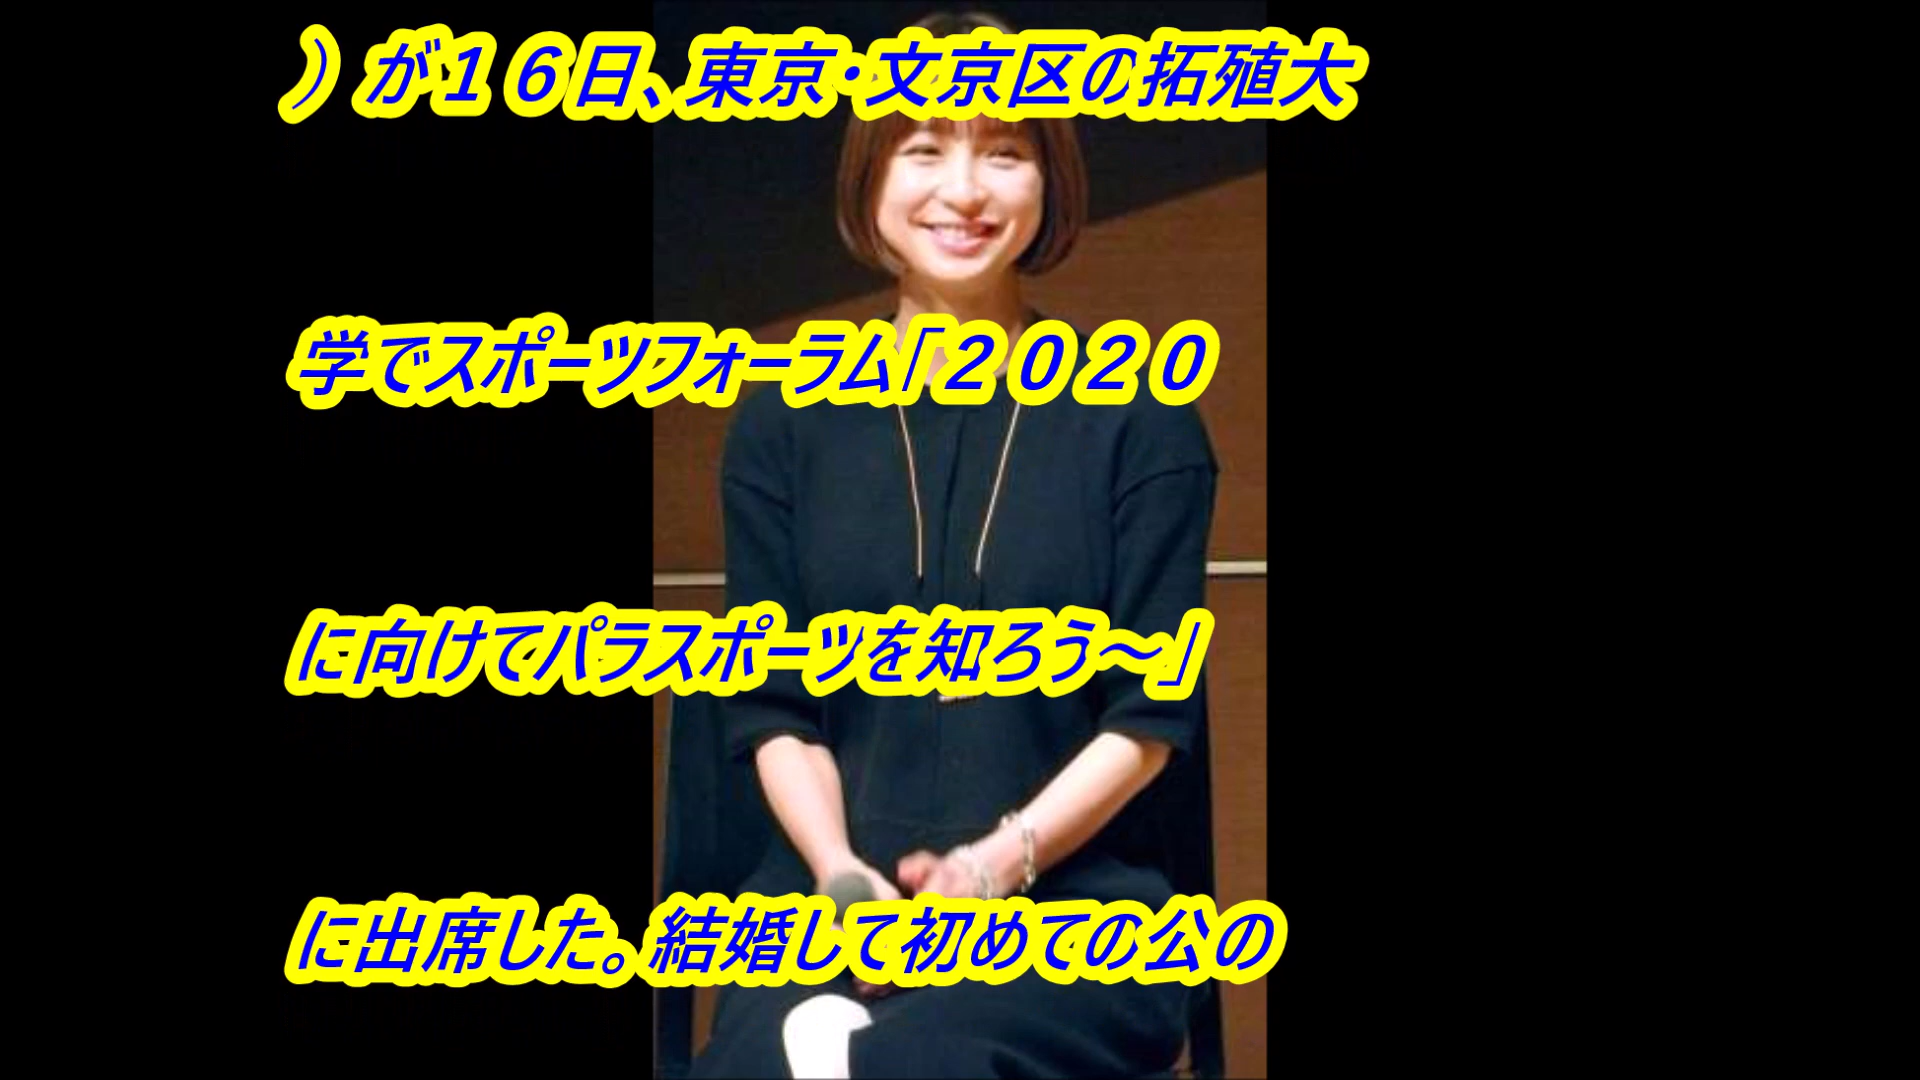 ）が１６日、東京・文京区の拓殖大
学でスポーツフォーラム「２０２０
に向けてパラスポーツを知ろう～」
に出席した。結婚して初めての公の